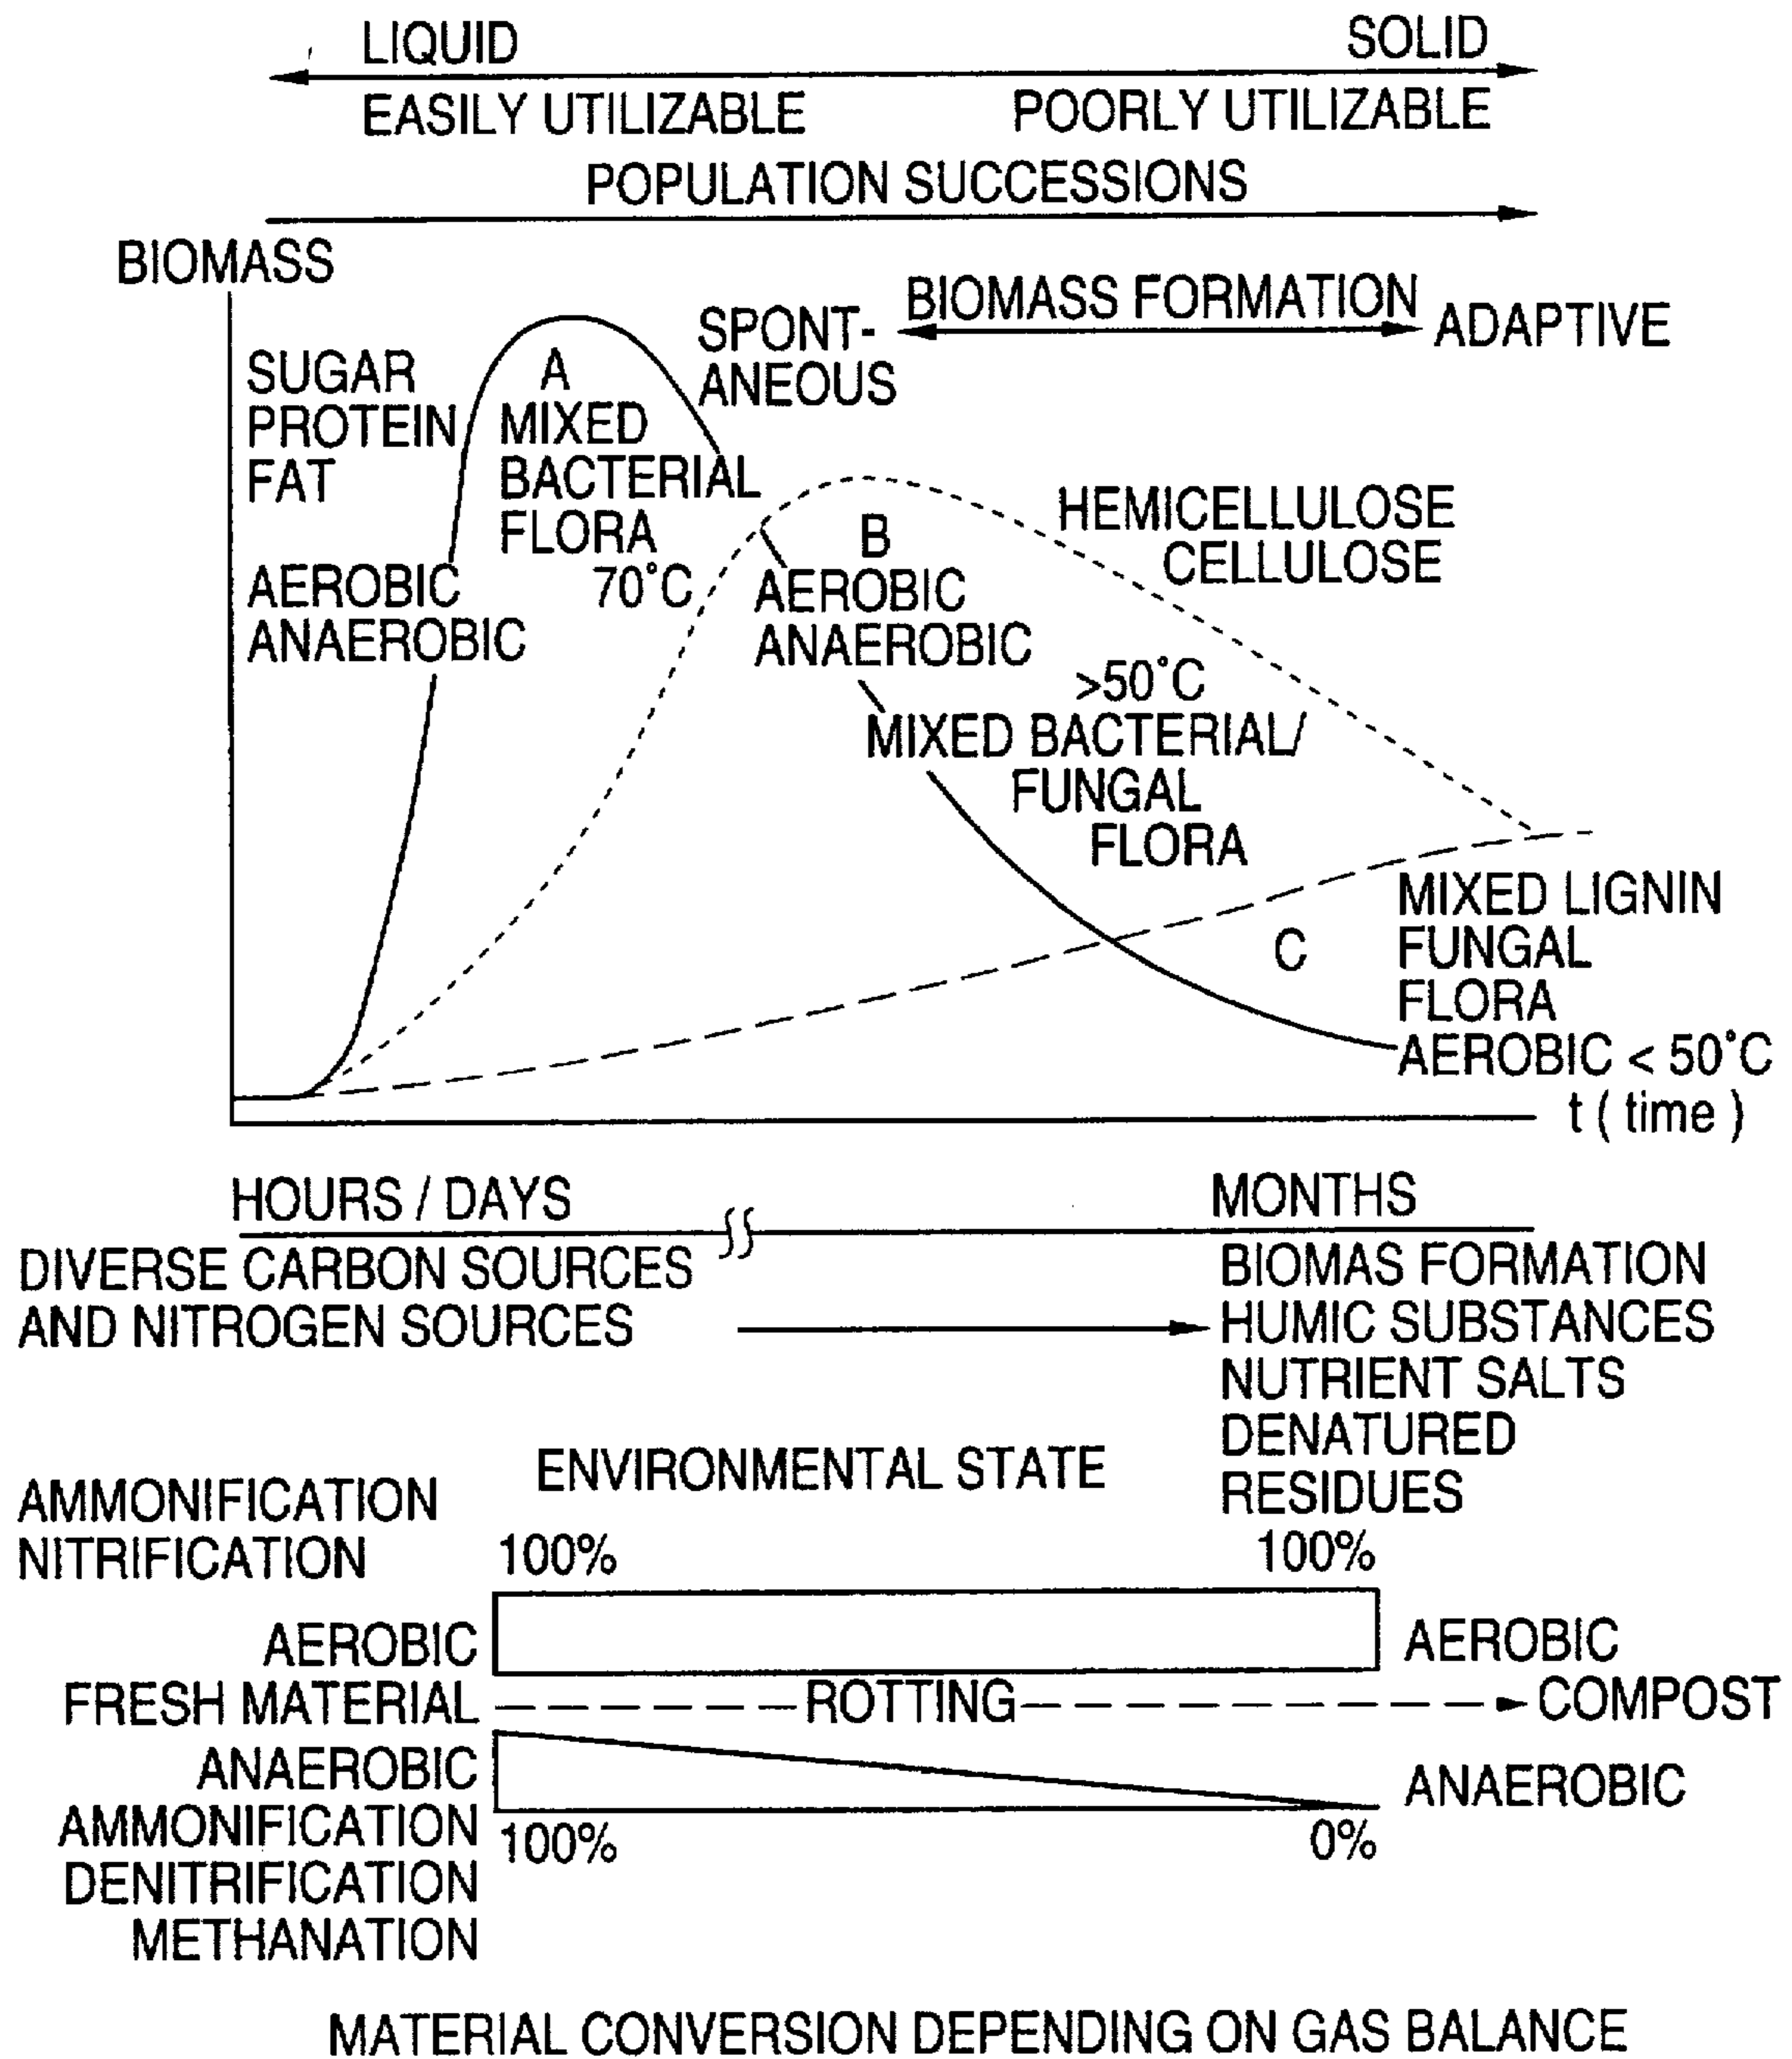 LIQUID SOLID
EASILY UTILIZABLE POORLY UTILIZABLE
POPULATION SUCCESSIONS
BIOMASS
SPONT-
ANEOUS
BIOMASS FORMATION
ADAPTIVE
SUGAR
PROTEIN
FAT
AEROBIC
ANAEROBIC
A
MIXED
BACTERIAL
FLORA
70°C
B
AEROBIC
ANAEROBIC
>50°C
MIXED BACTERIAL/
FUNGAL
FLORA
HEMICELLULOSE
CELLULOSE
C
MIXED LIGNIN
FUNGAL
FLORA
AEROBIC < 50°C
t ( time )
HOURS / DAYS MONTHS
DIVERSE CARBON SOURCES
AND NITROGEN SOURCES
BIOMAS FORMATION
HUMIC SUBSTANCES
NUTRIENT SALTS
DENATURED
RESIDUES
ENVIRONMENTAL STATE
AMMONIFICATION
NITRIFICATION
100% 100%
AEROBIC AEROBIC
FRESH MATERIAL ROTTING COMPOST
ANAEROBIC ANAEROBIC
AMMONIFICATION
DENITRIFICATION
METHANATION
100% 0%
MATERIAL CONVERSION DEPENDING ON GAS BALANCE